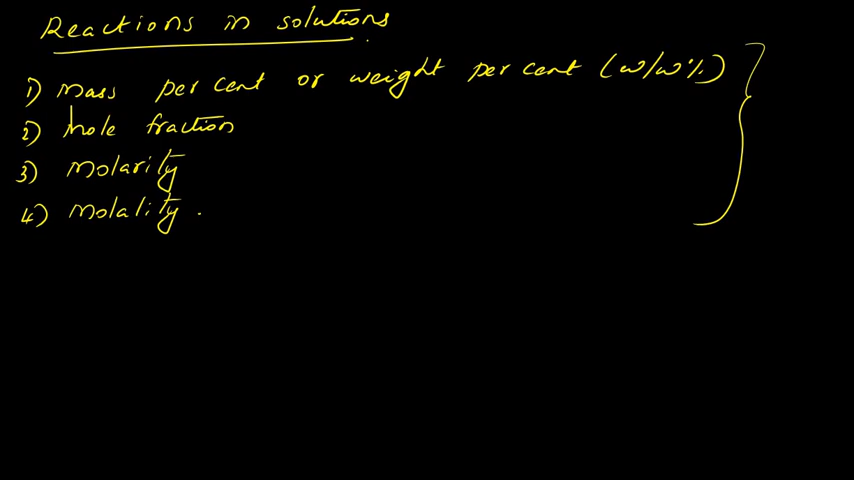 Reactions in solutions
1) Mass per cent or weight per cent (w/w %)
2) Mole fraction
3) Molarity
4) Molality .